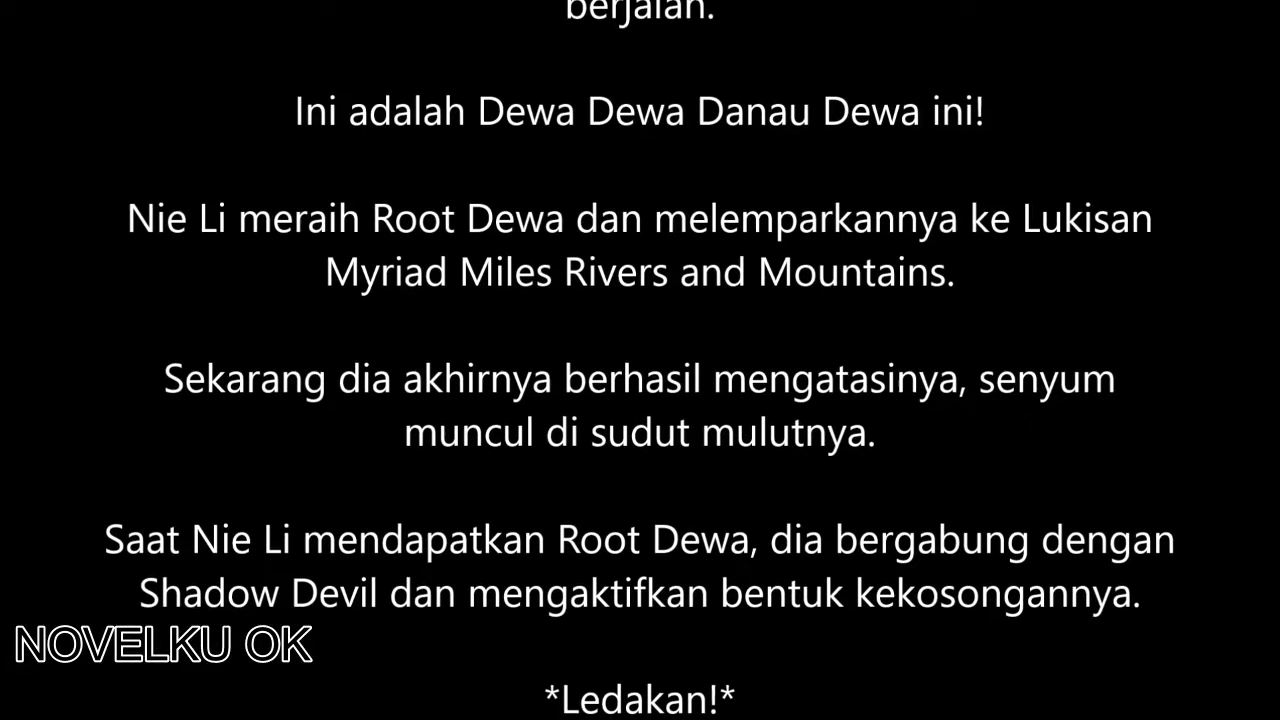 berjalan.
Ini adalah Dewa Dewa Danau Dewa ini!
Nie Li meraih Root Dewa dan melemparkannya ke Lukisan
Myriad Miles Rivers and Mountains.
Sekarang dia akhirnya berhasil mengatasinya, senyum
muncul di sudut mulutnya.
Saat Nie Li mendapatkan Root Dewa, dia bergabung dengan
Shadow Devil dan mengaktifkan bentuk kekosongannya.
NOVELKU OK
*Ledakan!*